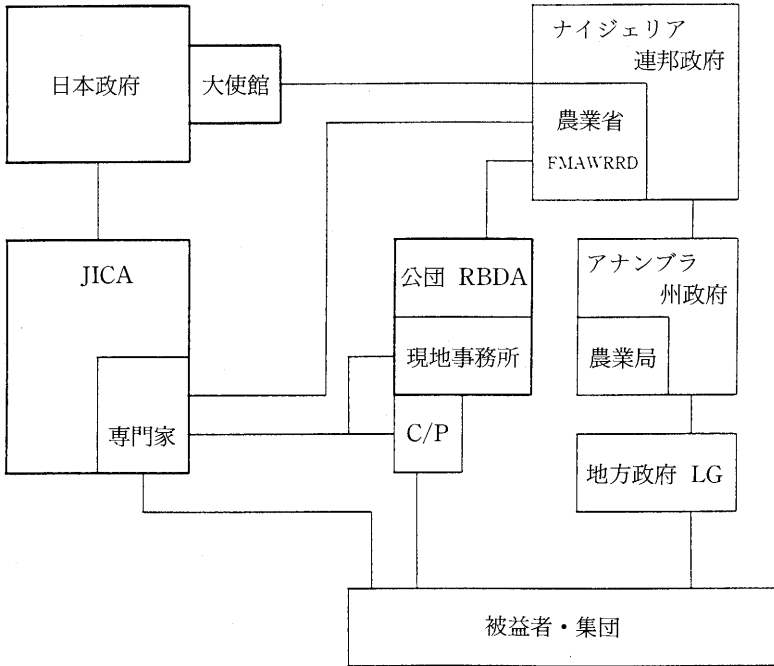 日本政府
大使館
ナイジェリア
連邦政府
農業省
FMAWRRD
JICA
専門家
公団 RBDA
現地事務所
C/P
アナンブラ
州政府
農業局
地方政府 LG
被益者・集団